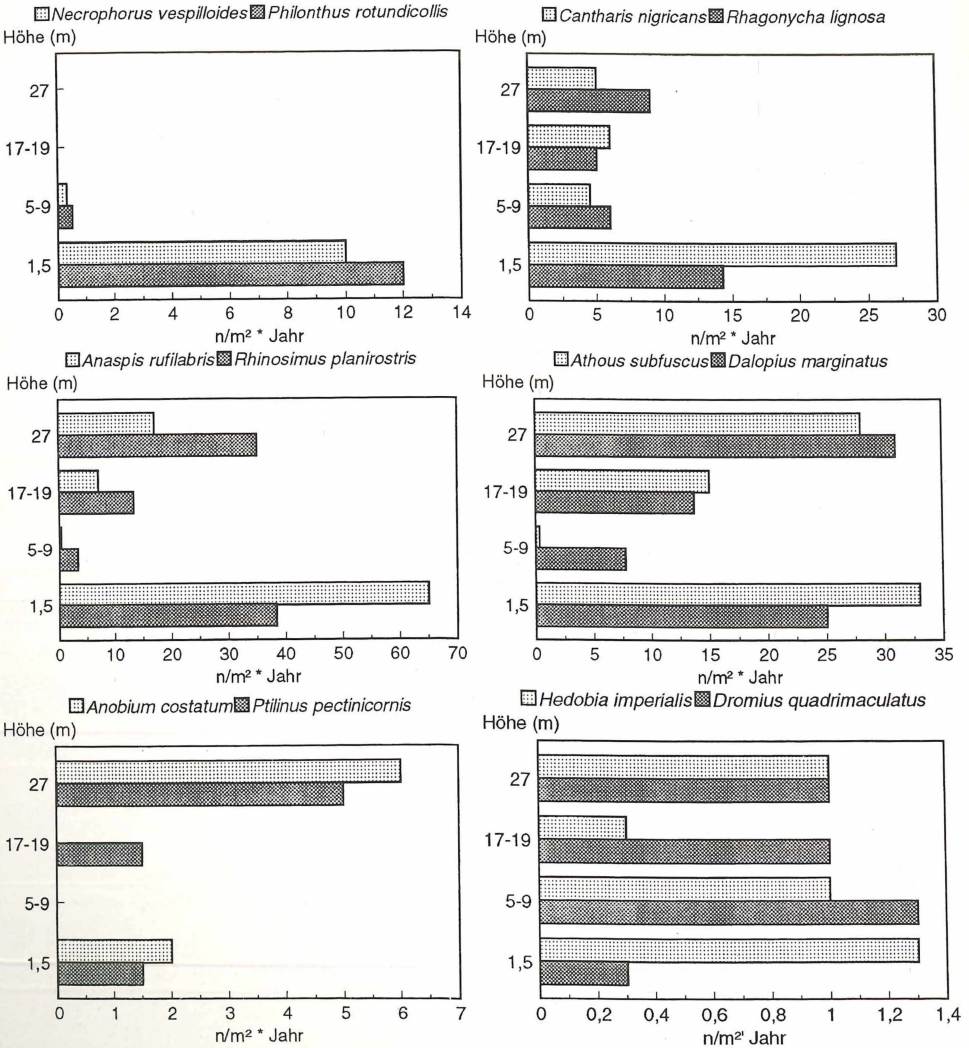 Necrophorus vespilloides Philonthus rotundicollis
Höhe (m)
27
17-19
5-9
1,5
0 2 4 6 8 10 12 14
n/m² * Jahr
Cantharis nigricans Rhagonycha lignosa
Höhe (m)
27
17-19
5-9
1,5
0 5 10 15 20 25 30
n/m² * Jahr
Anaspis rufilabris Rhinosimus planirostris
Höhe (m)
27
17-19
5-9
1,5
0 10 20 30 40 50 60 70
n/m² * Jahr
Athous subfuscus Dalopius marginatus
Höhe (m)
27
17-19
5-9
1,5
0 5 10 15 20 25 30 35
n/m² * Jahr
Anobium costatum Ptilinus pectinicornis
Höhe (m)
27
17-19
5-9
1,5
0 1 2 3 4 5 6 7
n/m² * Jahr
Hedobia imperialis Dromius quadrimaculatus
Höhe (m)
27
17-19
5-9
1,5
0 0,2 0,4 0,6 0,8 1 1,2 1,4
n/m²' Jahr